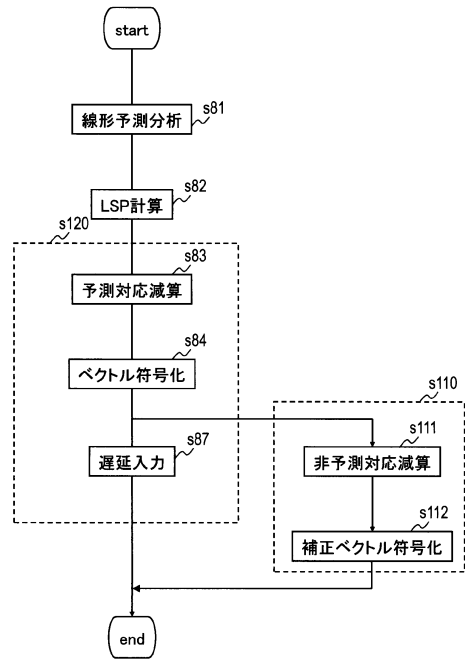 start
s81
線形予測分析
s82
LSP計算
s120
s83
予測対応減算
s84
ベクトル符号化
s110
s87
遅延入力
s111
非予測対応減算
s112
補正ベクトル符号化
end